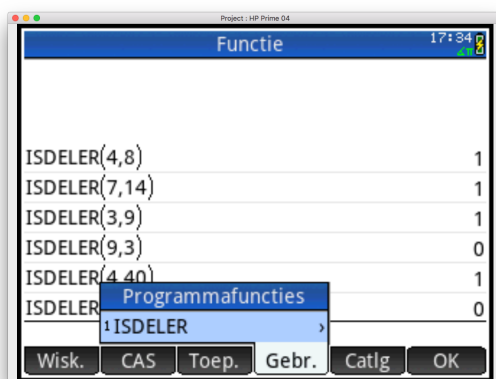 Project : HP Prime 04
Functie 17:34
∡π
ISDELER(4,8) 1
ISDELER(7,14) 1
ISDELER(3,9) 1
ISDELER(9,3) 0
ISDELER(4,40) 1
ISDELER 0
Programmafuncties
1 ISDELER ›
Wisk. CAS Toep. Gebr. Catlg OK